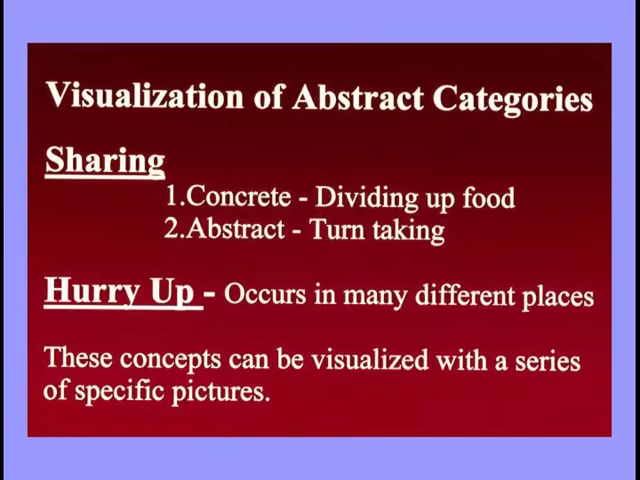 Visualization of Abstract Categories
Sharing
1.Concrete - Dividing up food
2.Abstract - Turn taking
Hurry Up - Occurs in many different places
These concepts can be visualized with a series
of specific pictures.